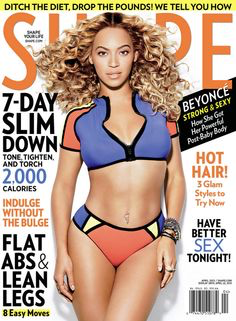 DITCH THE DIET, DROP THE POUNDS! WE TELL YOU HOW
SHAPE
SHAPE
YOUR LIFE
SHAPE.COM
7-DAY
SLIM
DOWN
TONE, TIGHTEN,
AND TORCH
2,000
CALORIES
INDULGE
WITHOUT
THE BULGE
FLAT
ABS &
LEAN
LEGS
8 Easy Moves
BEYONCÉ
STRONG & SEXY
How She Got
Her Powerful
Post-Baby Body
HOT
HAIR!
3 Glam
Styles to
Try Now
HAVE
BETTER
SEX
TONIGHT!